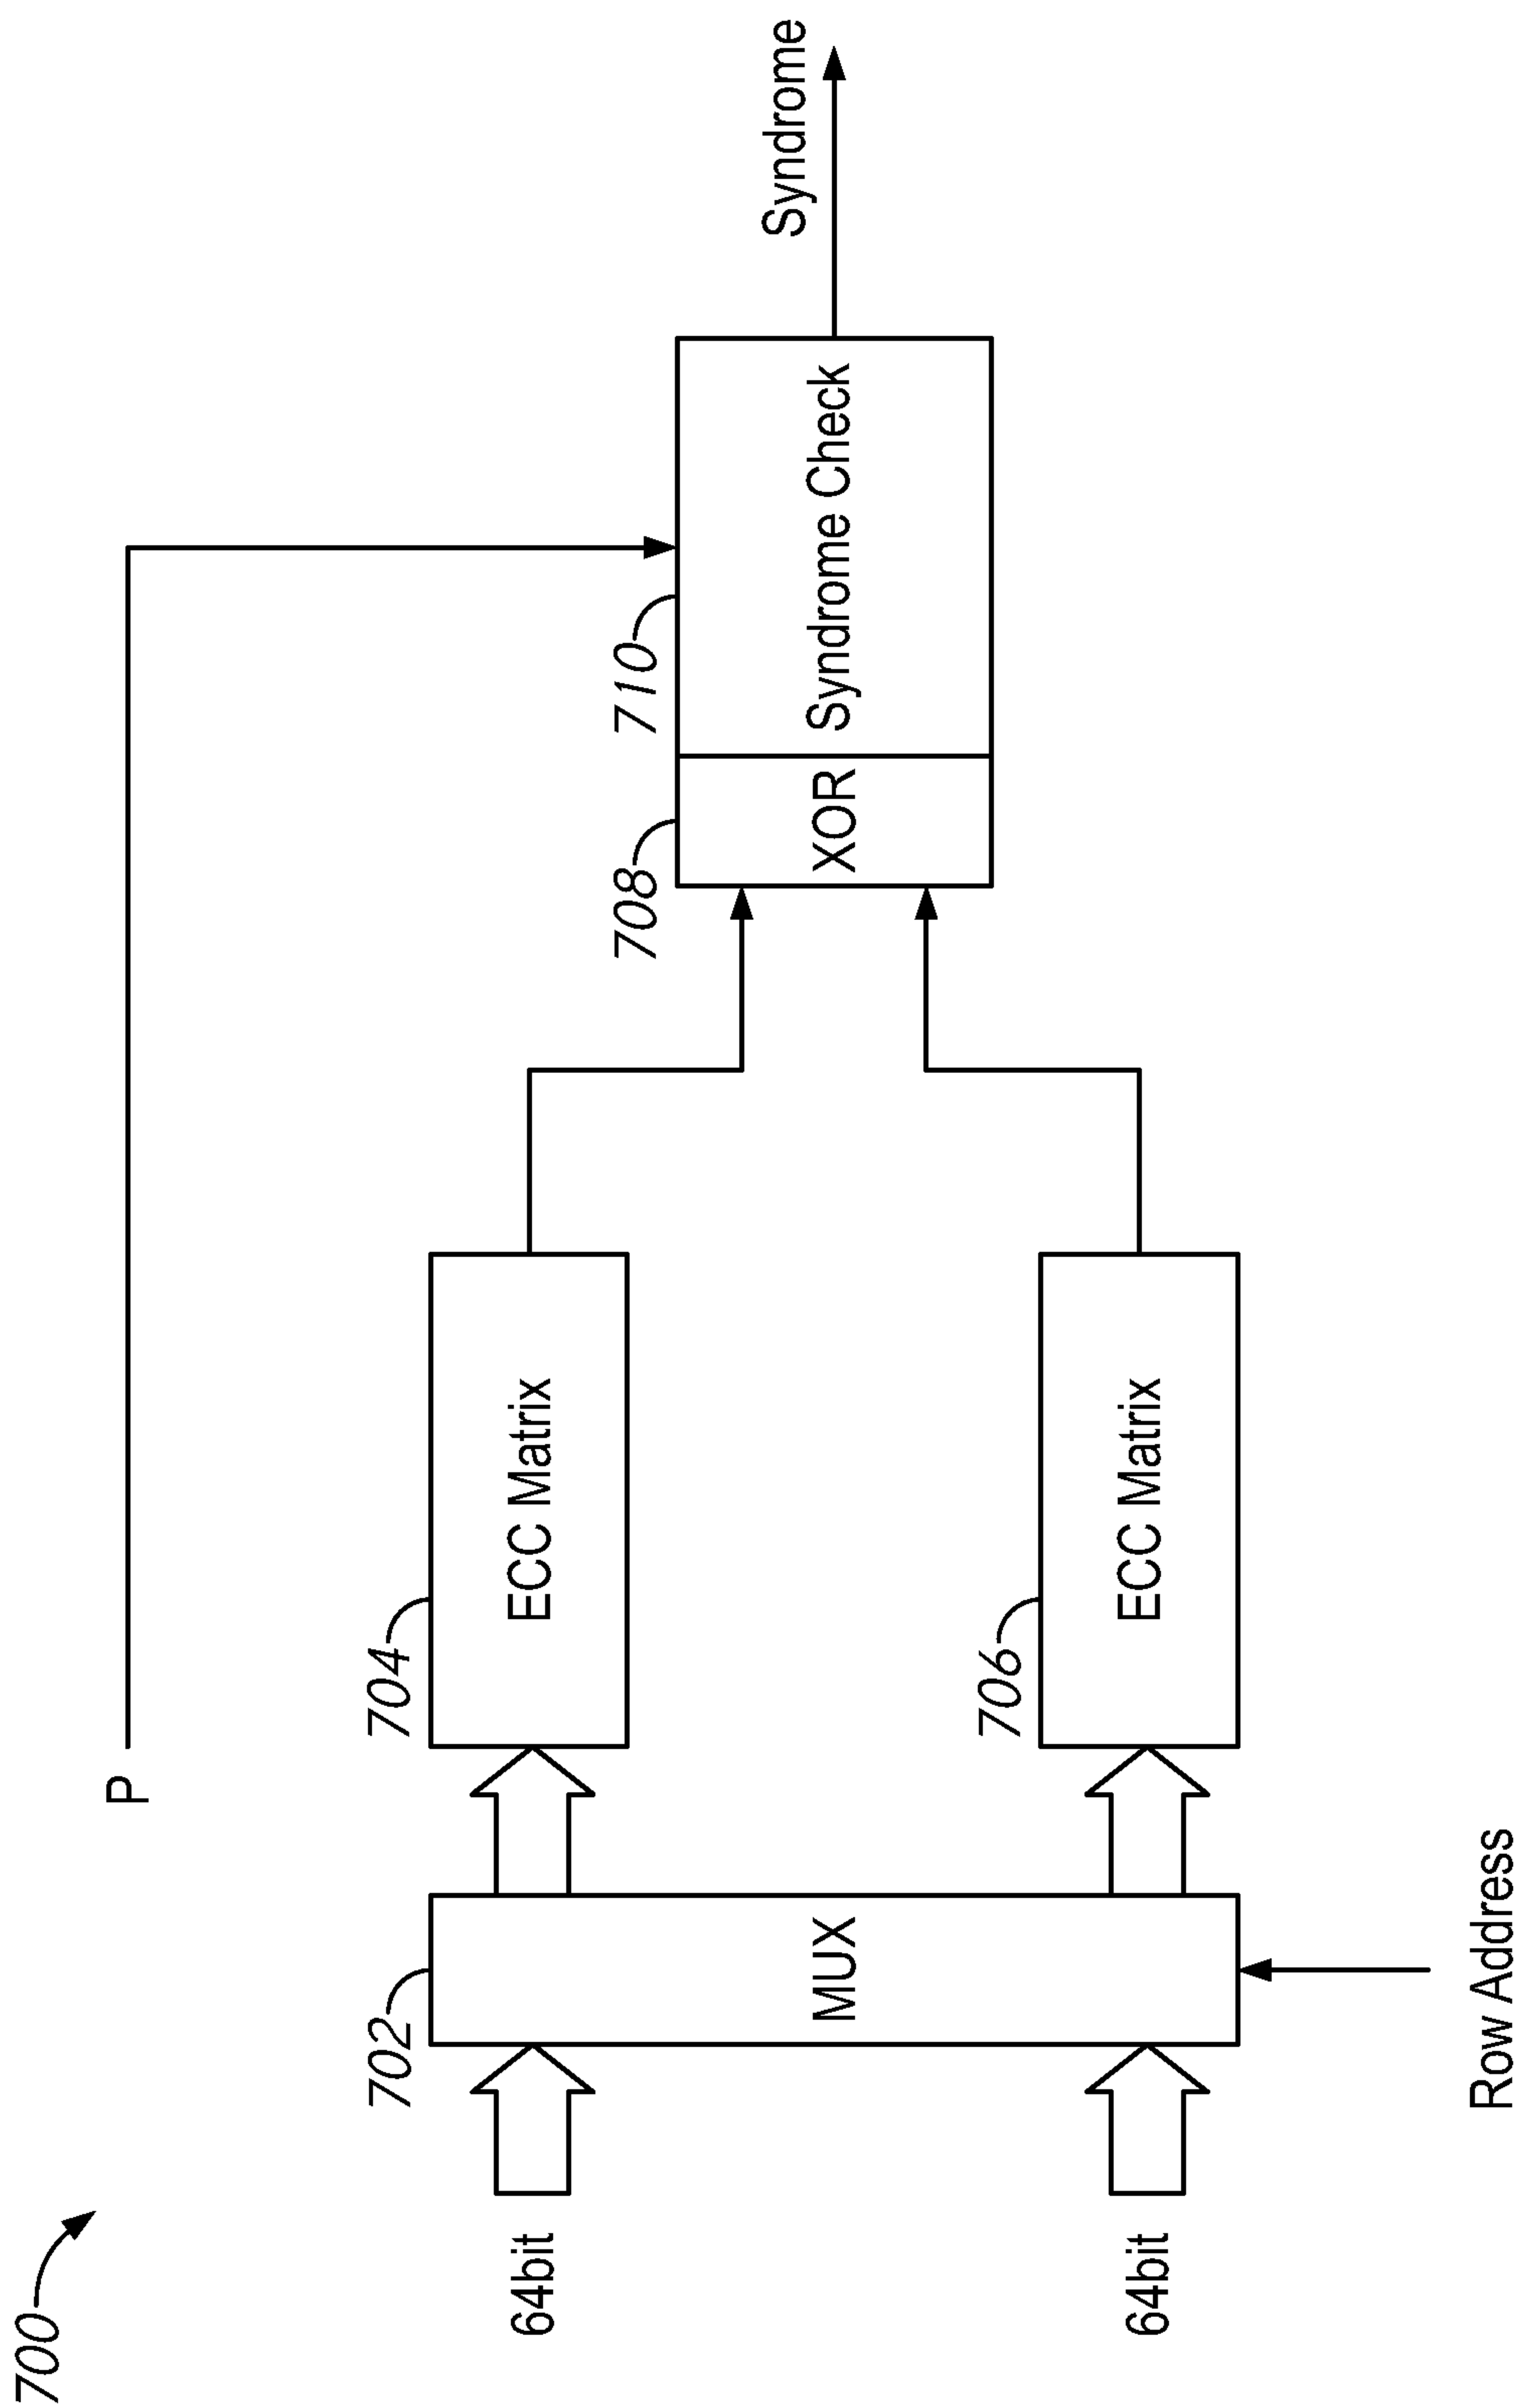 700
P
Syndrome
704
ECC Matrix
708
710
XOR
Syndrome Check
702
64bit
MUX
706
ECC Matrix
64bit
Row Address